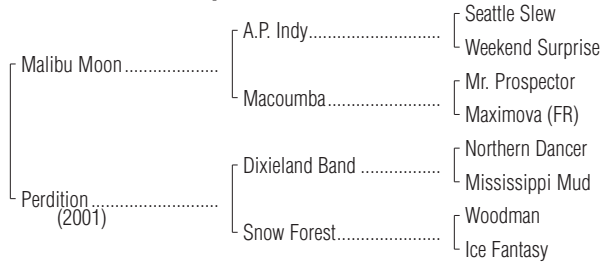 Seattle Slew
A.P. Indy....................................
Weekend Surprise
Malibu Moon ......................
Mr. Prospector
Macoumba...............................
Maximova (FR)
Northern Dancer
Dixieland Band ......................
Mississippi Mud
Perdition ..............................
(2001)
Woodman
Snow Forest............................
Ice Fantasy